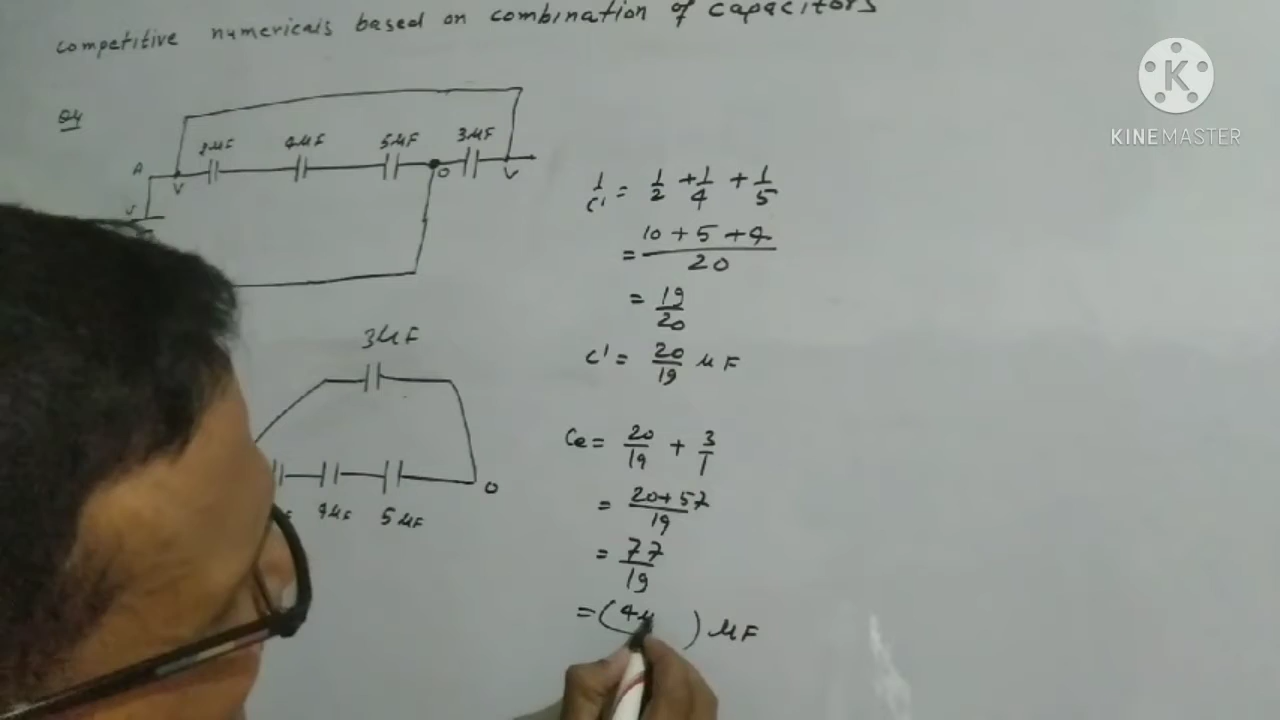 competitive numericals based on combination of capacitors
KINEMASTER
Q4
2μF 4μF 5μF 3μF
A V O V
V
1/C' = 1/2 + 1/4 + 1/5
= 10 + 5 + 4 / 20
= 19/20
C' = 20/19 μF
3μF
O
4μF 5μF
Ce = 20/19 + 3/1
= 20+57 / 19
= 77/19
= (4 ) μF